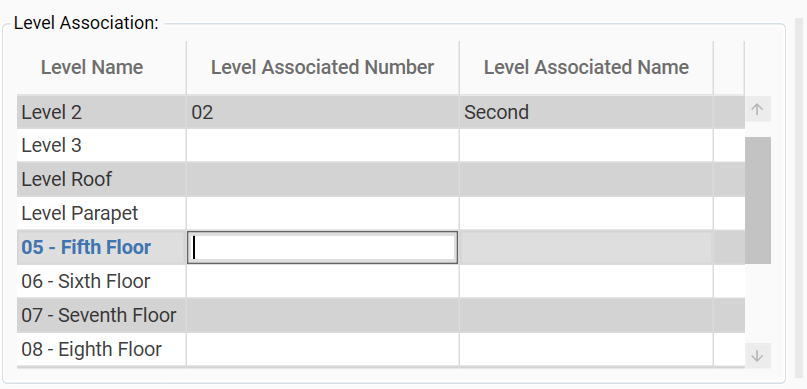 Level Association:
Level Name Level Associated Number Level Associated Name
Level 2 02 Second
Level 3
Level Roof
Level Parapet
05 - Fifth Floor
06 - Sixth Floor
07 - Seventh Floor
08 - Eighth Floor